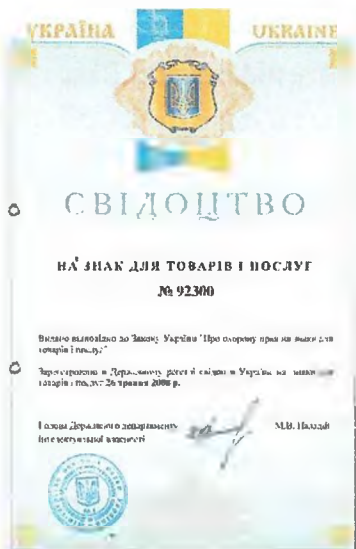 УКРАЇНА
UKRAINE
СВІДОЦТВО
НА ЗНАК ДЛЯ ТОВАРІВ І ПОСЛУГ
№ 92300
Видано відповідно до Закону України "Про охорону прав на знаки для
товарів і послуг"
Зареєстровано в Державному реєстрі свідоцтв України на знаки для
товарів і послуг 26 травня 2008 р.
Голова Державного департаменту
інтелектуальної власності
М.В. Паладій